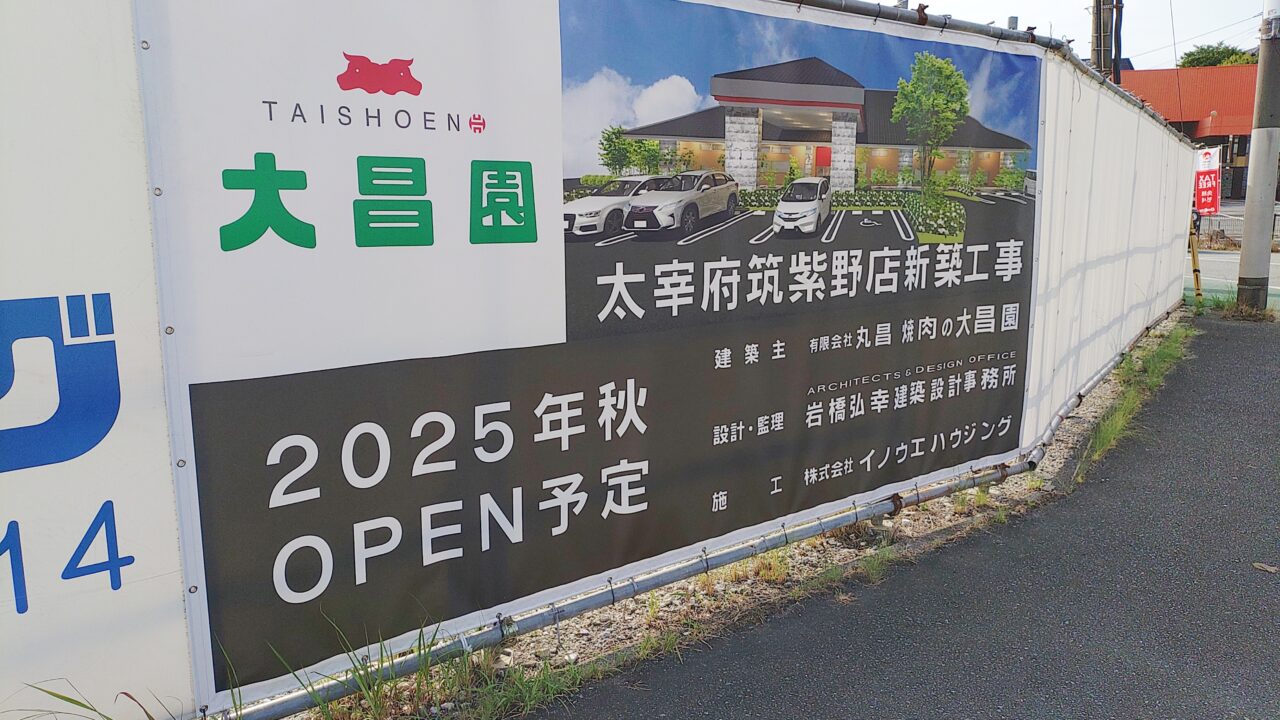 TAISHOEN
大昌園
太宰府筑紫野店新築工事
建築主 有限会社 丸昌 焼肉の大昌園
ARCHITECTS & DESIGN OFFICE
設計・監理 岩橋弘幸建築設計事務所
施工 株式会社 イノウエハウジング
2025年秋
OPEN予定
グ
14
TAX
FREE